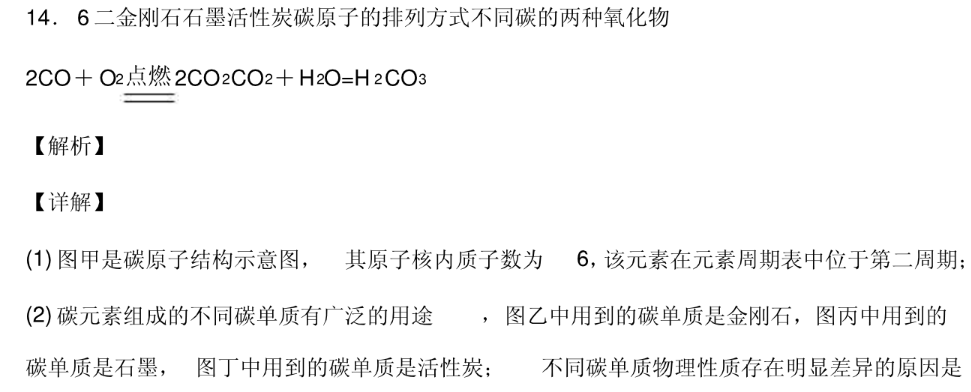 14． 6二金刚石石墨活性炭碳原子的排列方式不同碳的两种氧化物
2CO＋O2点燃2CO2CO2＋H2O=H2CO3
【解析】
【详解】
(1)图甲是碳原子结构示意图， 其原子核内质子数为 6，该元素在元素周期表中位于第二周期；
(2)碳元素组成的不同碳单质有广泛的用途 ，图乙中用到的碳单质是金刚石，图丙中用到的
碳单质是石墨， 图丁中用到的碳单质是活性炭； 不同碳单质物理性质存在明显差异的原因是